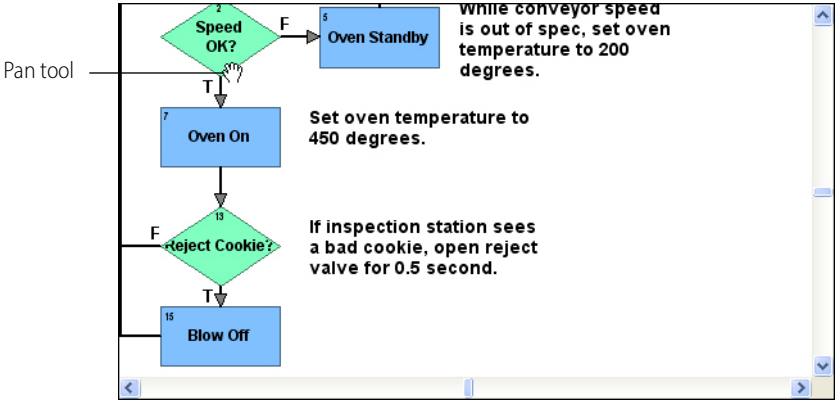 2
Speed
OK?
F
5
Oven Standby
While conveyor speed
is out of spec, set oven
temperature to 200
degrees.
Pan tool
T
7
Oven On
Set oven temperature to
450 degrees.
13
F
Reject Cookie?
If inspection station sees
a bad cookie, open reject
valve for 0.5 second.
T
15
Blow Off